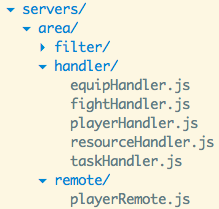 servers/
area/
filter/
handler/
equipHandler.js
fightHandler.js
playerHandler.js
resourceHandler.js
taskHandler.js
remote/
playerRemote.js